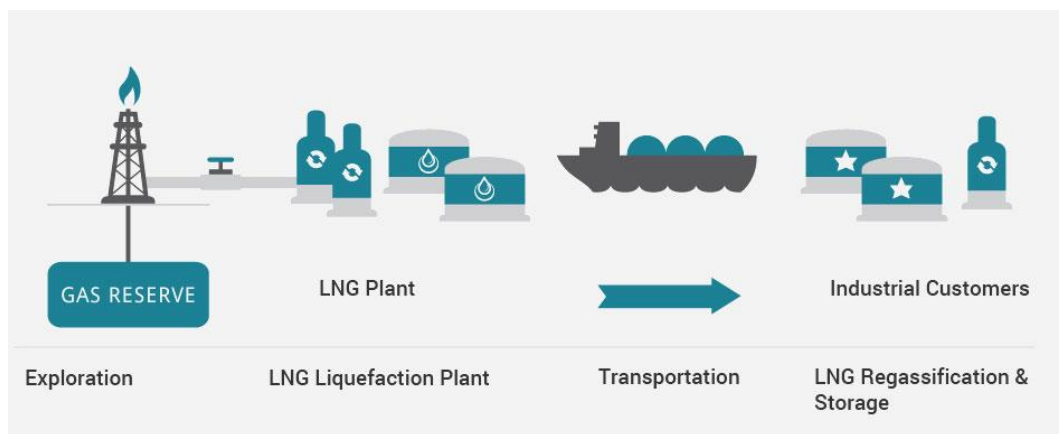 GAS RESERVE
LNG Plant
Industrial Customers
Exploration
LNG Liquefaction Plant
Transportation
LNG Regassification &
Storage